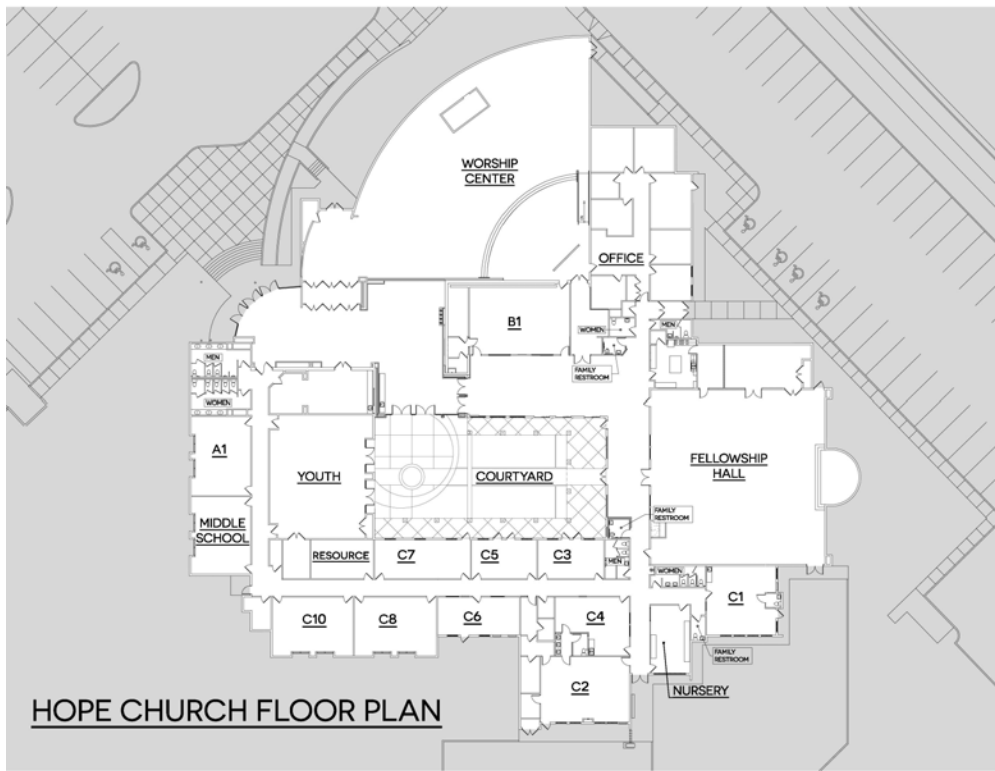 WORSHIP
CENTER
OFFICE
B1
WOMEN
MEN
FAMILY
RESTROOM
MEN
WOMEN
A1
YOUTH
COURTYARD
FELLOWSHIP
HALL
MIDDLE
SCHOOL
FAMILY
RESTROOM
RESOURCE
C7
C5
C3
MEN
WOMEN
C1
C10
C8
C6
C4
FAMILY
RESTROOM
C2
NURSERY
HOPE CHURCH FLOOR PLAN